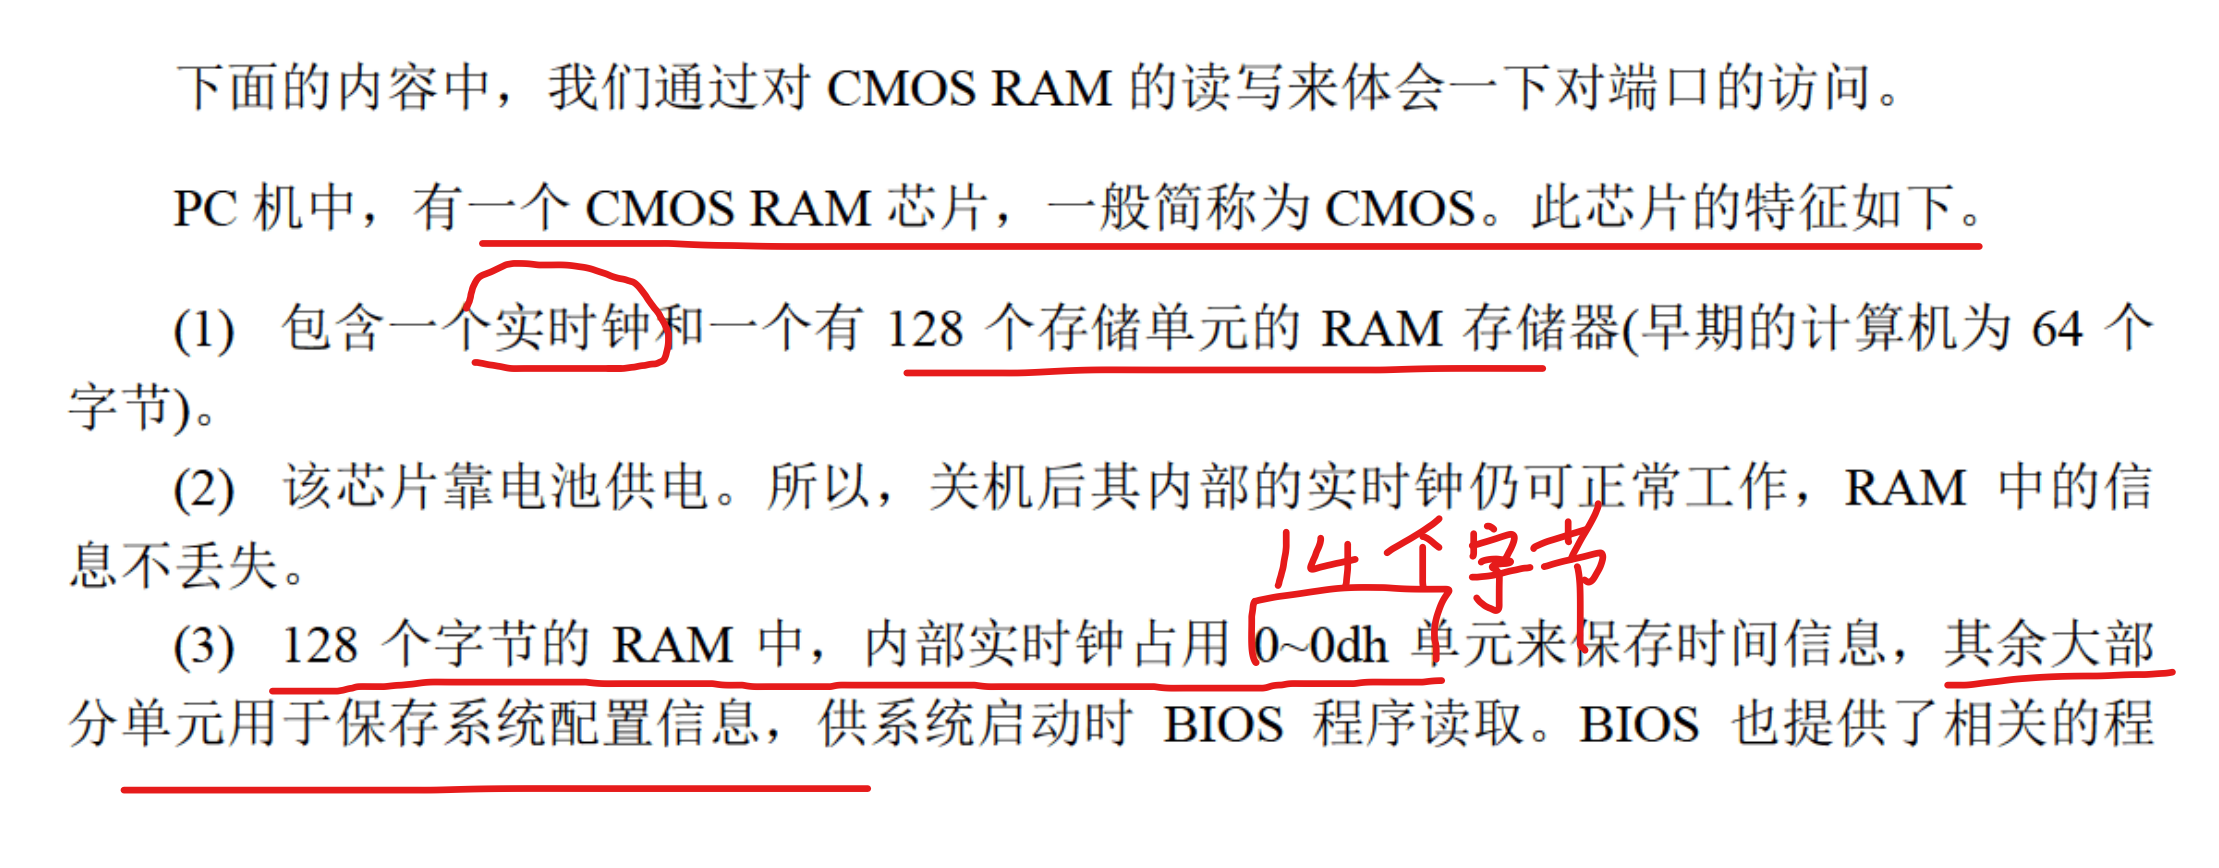 下面的内容中，我们通过对 CMOS RAM 的读写来体会一下对端口的访问。
PC 机中，有一个 CMOS RAM 芯片，一般简称为 CMOS。此芯片的特征如下。
(1) 包含一个实时钟和一个有 128 个存储单元的 RAM 存储器(早期的计算机为 64 个
字节)。
(2) 该芯片靠电池供电。所以，关机后其内部的实时钟仍可正常工作，RAM 中的信
息不丢失。
14个字节
(3) 128 个字节的 RAM 中，内部实时钟占用 0~0dh 单元来保存时间信息，其余大部
分单元用于保存系统配置信息，供系统启动时 BIOS 程序读取。BIOS 也提供了相关的程